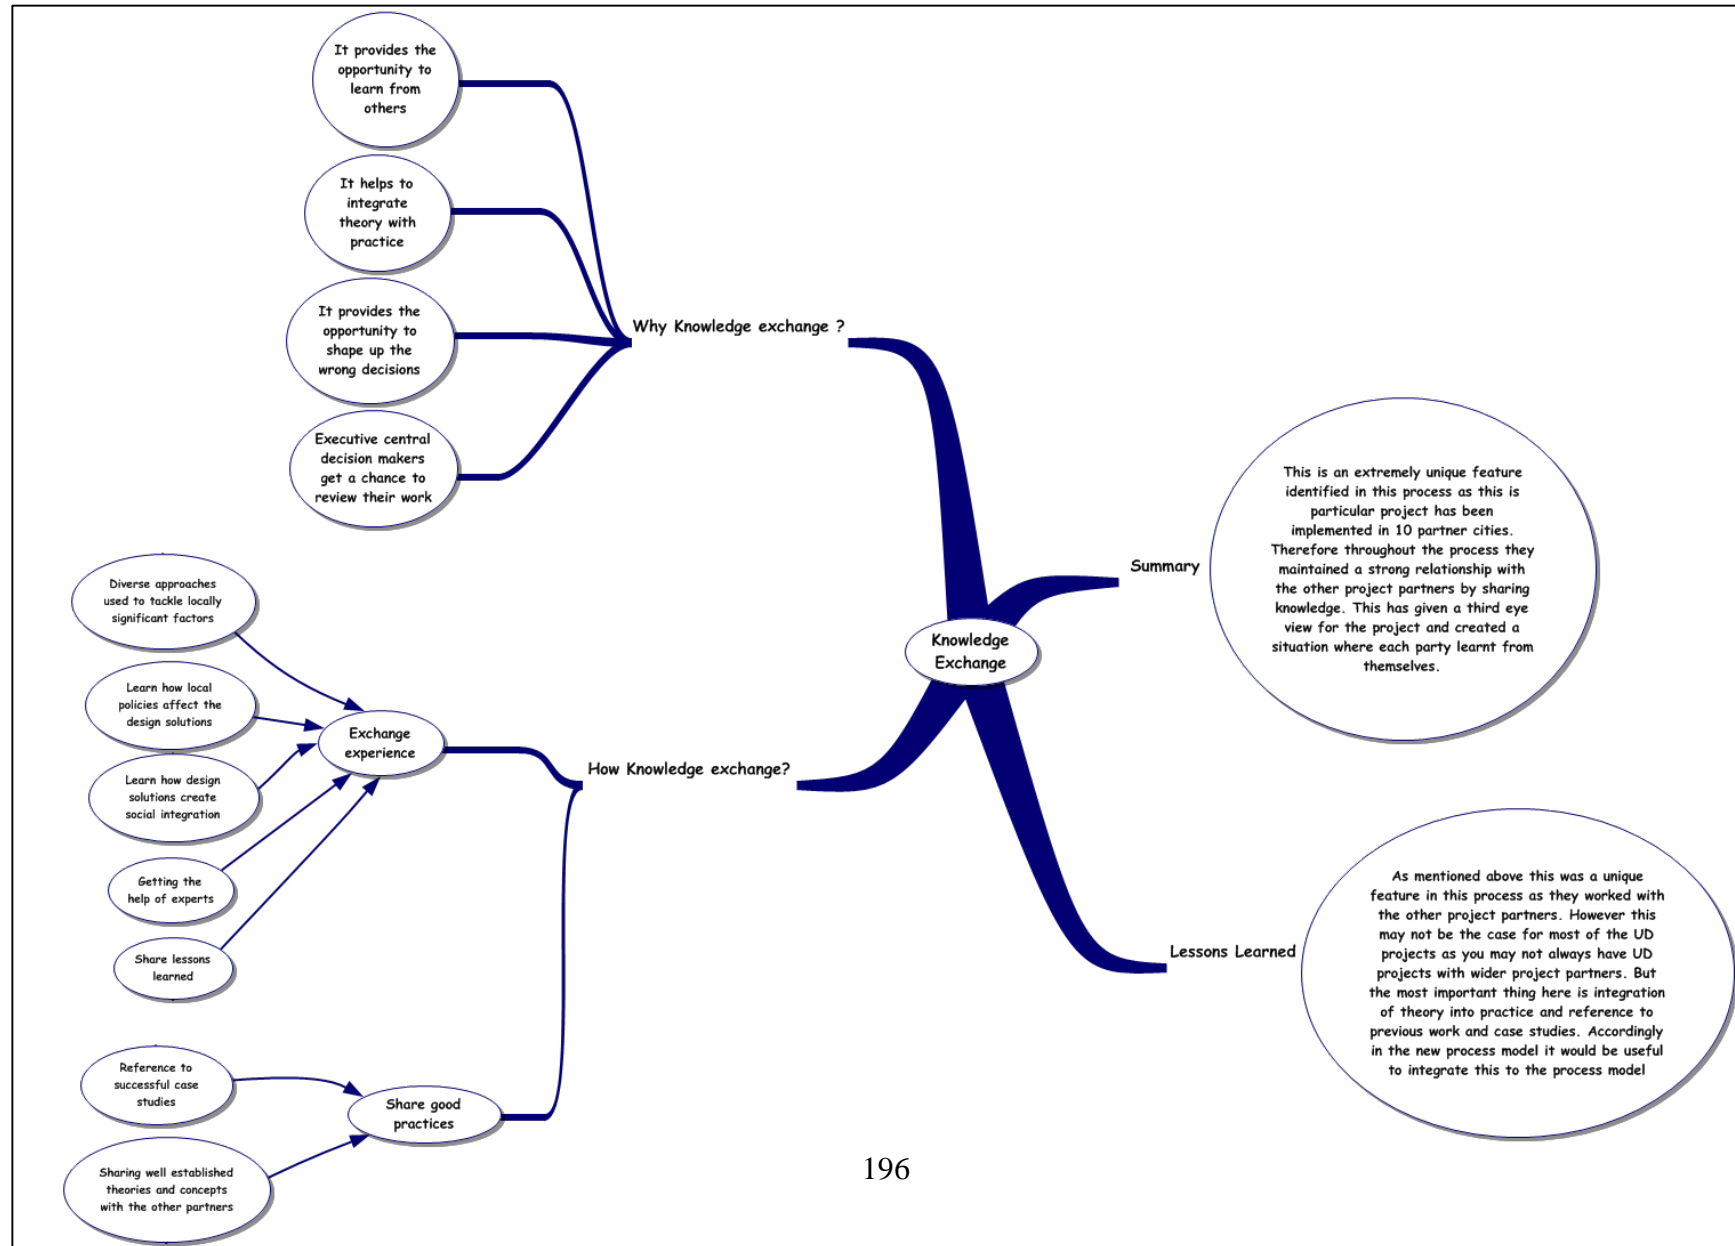 It provides the
opportunity to
learn from
others
It helps to
integrate
theory with
practice
It provides the
opportunity to
shape up the
wrong decisions
Executive central
decision makers
get a chance to
review their work
Why Knowledge exchange ?
Diverse approaches
used to tackle locally
significant factors
Learn how local
policies affect the
design solutions
Learn how design
solutions create
social integration
Getting the
help of experts
Share lessons
learned
Exchange
experience
How Knowledge exchange?
Reference to
successful case
studies
Sharing well established
theories and concepts
with the other partners
Share good
practices
Knowledge
Exchange
Summary
This is an extremely unique feature
identified in this process as this is
particular project has been
implemented in 10 partner cities.
Therefore throughout the process they
maintained a strong relationship with
the other project partners by sharing
knowledge. This has given a third eye
view for the project and created a
situation where each party learnt from
themselves.
Lessons Learned
As mentioned above this was a unique
feature in this process as they worked with
the other project partners. However this
may not be the case for most of the UD
projects as you may not always have UD
projects with wider project partners. But
the most important thing here is integration
of theory into practice and reference to
previous work and case studies. Accordingly
in the new process model it would be useful
to integrate this to the process model
196